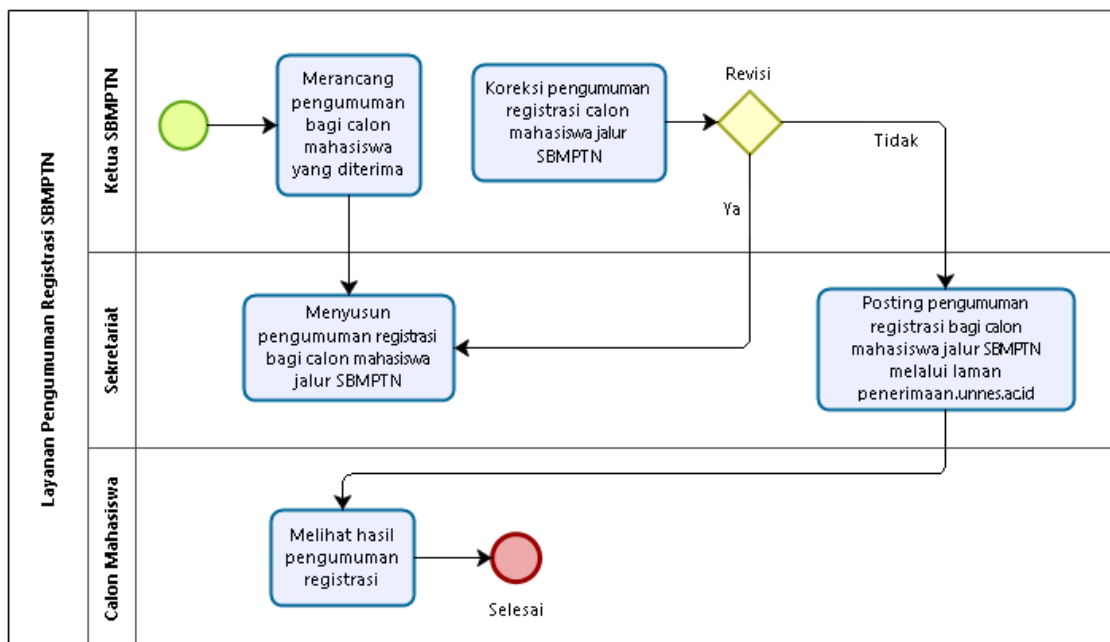 Layanan Pengumuman Registrasi SBMPTN
Ketua SBMPTN
Merancang
pengumuman
bagi calon
mahasiswa
yang diterima
Koreksi pengumuman
registrasi calon
mahasiswa jalur
SBMPTN
Revisi
Tidak
Ya
Sekretariat
Menyusun
pengumuman registrasi
bagi calon mahasiswa
jalur SBMPTN
Posting pengumuman
registrasi bagi calon
mahasiswa jalur SBMPTN
melalui laman
penerimaan.unnes.ac.id
Calon Mahasiswa
Melihat hasil
pengumuman
registrasi
Selesai